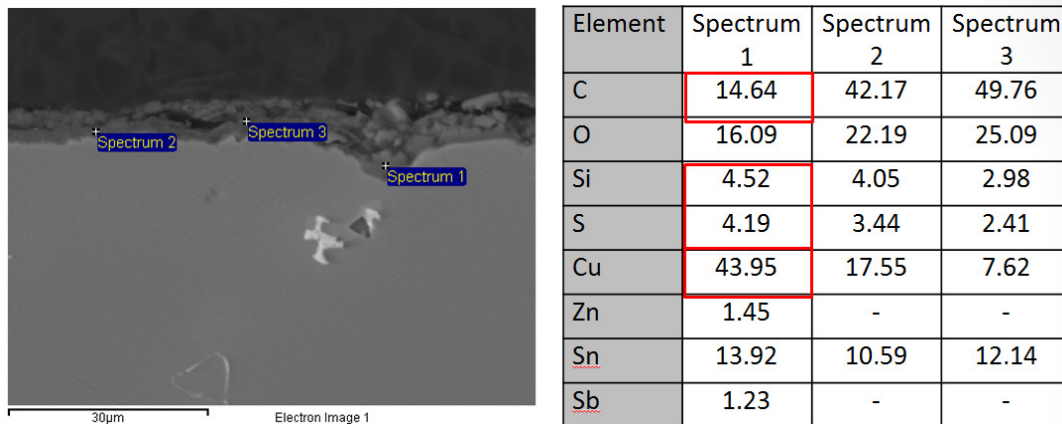 Spectrum 2
Spectrum 3
Spectrum 1
30µm Electron Image 1
Element Spectrum 1 Spectrum 2 Spectrum 3
C 14.64 42.17 49.76
O 16.09 22.19 25.09
Si 4.52 4.05 2.98
S 4.19 3.44 2.41
Cu 43.95 17.55 7.62
Zn 1.45 - -
Sn 13.92 10.59 12.14
Sb 1.23 - -